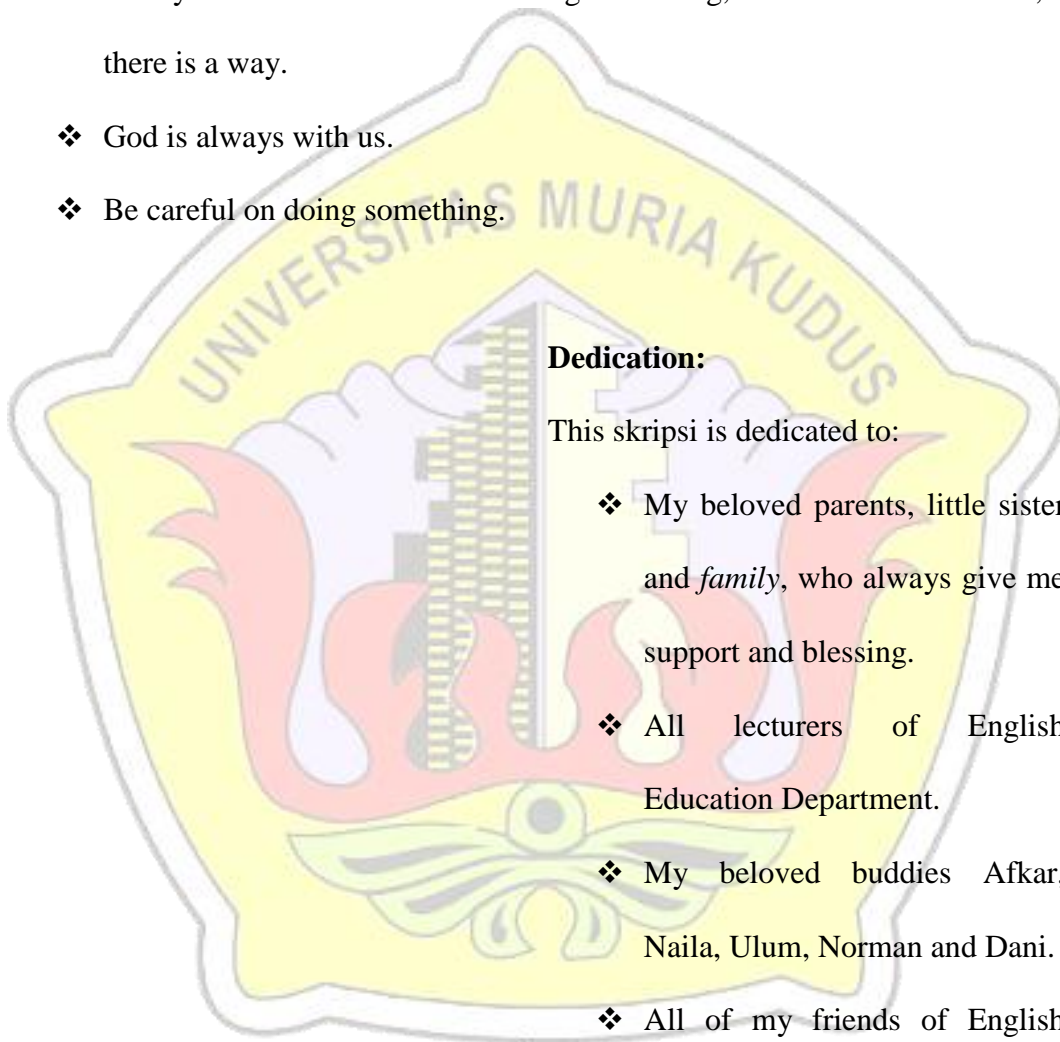 there is a way.
❖ God is always with us.
❖ Be careful on doing something.
UNIVERSITAS MURIA KUDUS
Dedication:
This skripsi is dedicated to:
❖ My beloved parents, little sister
and family, who always give me
support and blessing.
❖ All lecturers of English
Education Department.
❖ My beloved buddies Afkar,
Naila, Ulum, Norman and Dani.
❖ All of my friends of English